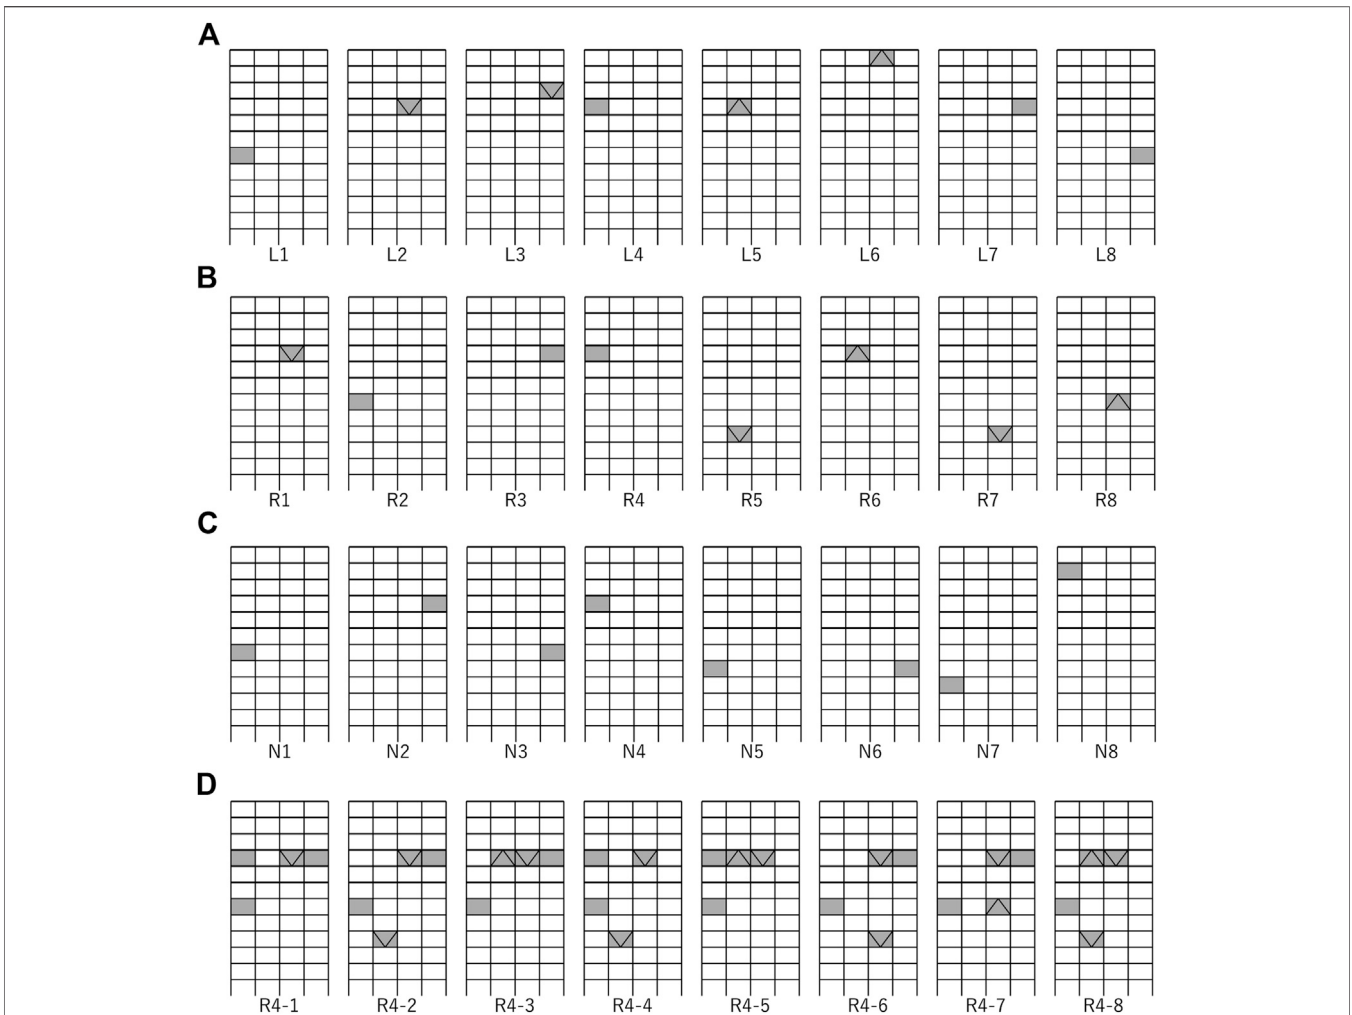 A
L1 L2 L3 L4 L5 L6 L7 L8
B
R1 R2 R3 R4 R5 R6 R7 R8
C
N1 N2 N3 N4 N5 N6 N7 N8
D
R4-1 R4-2 R4-3 R4-4 R4-5 R4-6 R4-7 R4-8